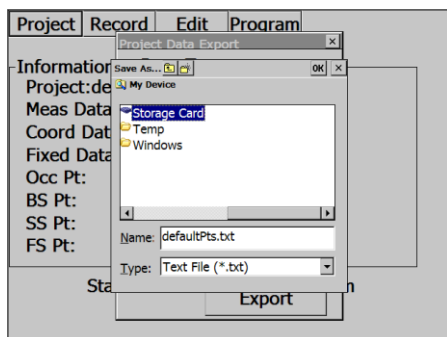 Project Record Edit Program
Project Data Export
Information
Save As... OK ×
My Device
Project:de
Meas Data
Storage Card
Coord Dat
Temp
Fixed Data
Windows
Occ Pt:
BS Pt:
SS Pt:
FS Pt:
Name: defaultPts.txt
Type: Text File (*.txt)
Sta
Export